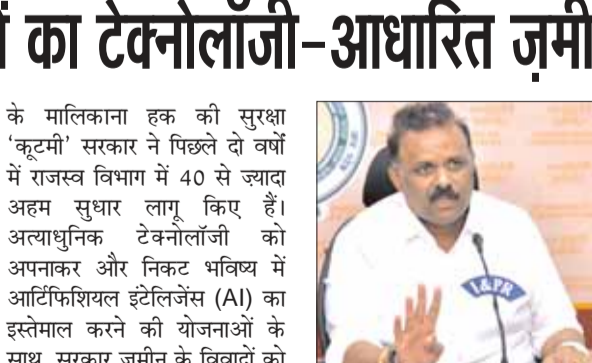 का टेक्नोलॉजी-आधारित ज़मी
के मालिकाना हक की सुरक्षा
'कूटमी' सरकार ने पिछले दो वर्षों
में राजस्व विभाग में 40 से ज़्यादा
अहम सुधार लागू किए हैं।
अत्याधुनिक टेक्नोलॉजी को
अपनाकर और निकट भविष्य में
आर्टिफिशियल इंटेलिजेंस (AI) का
इस्तेमाल करने की योजनाओं के
साथ, सरकार ज़मीन के विवादों को
I&PR